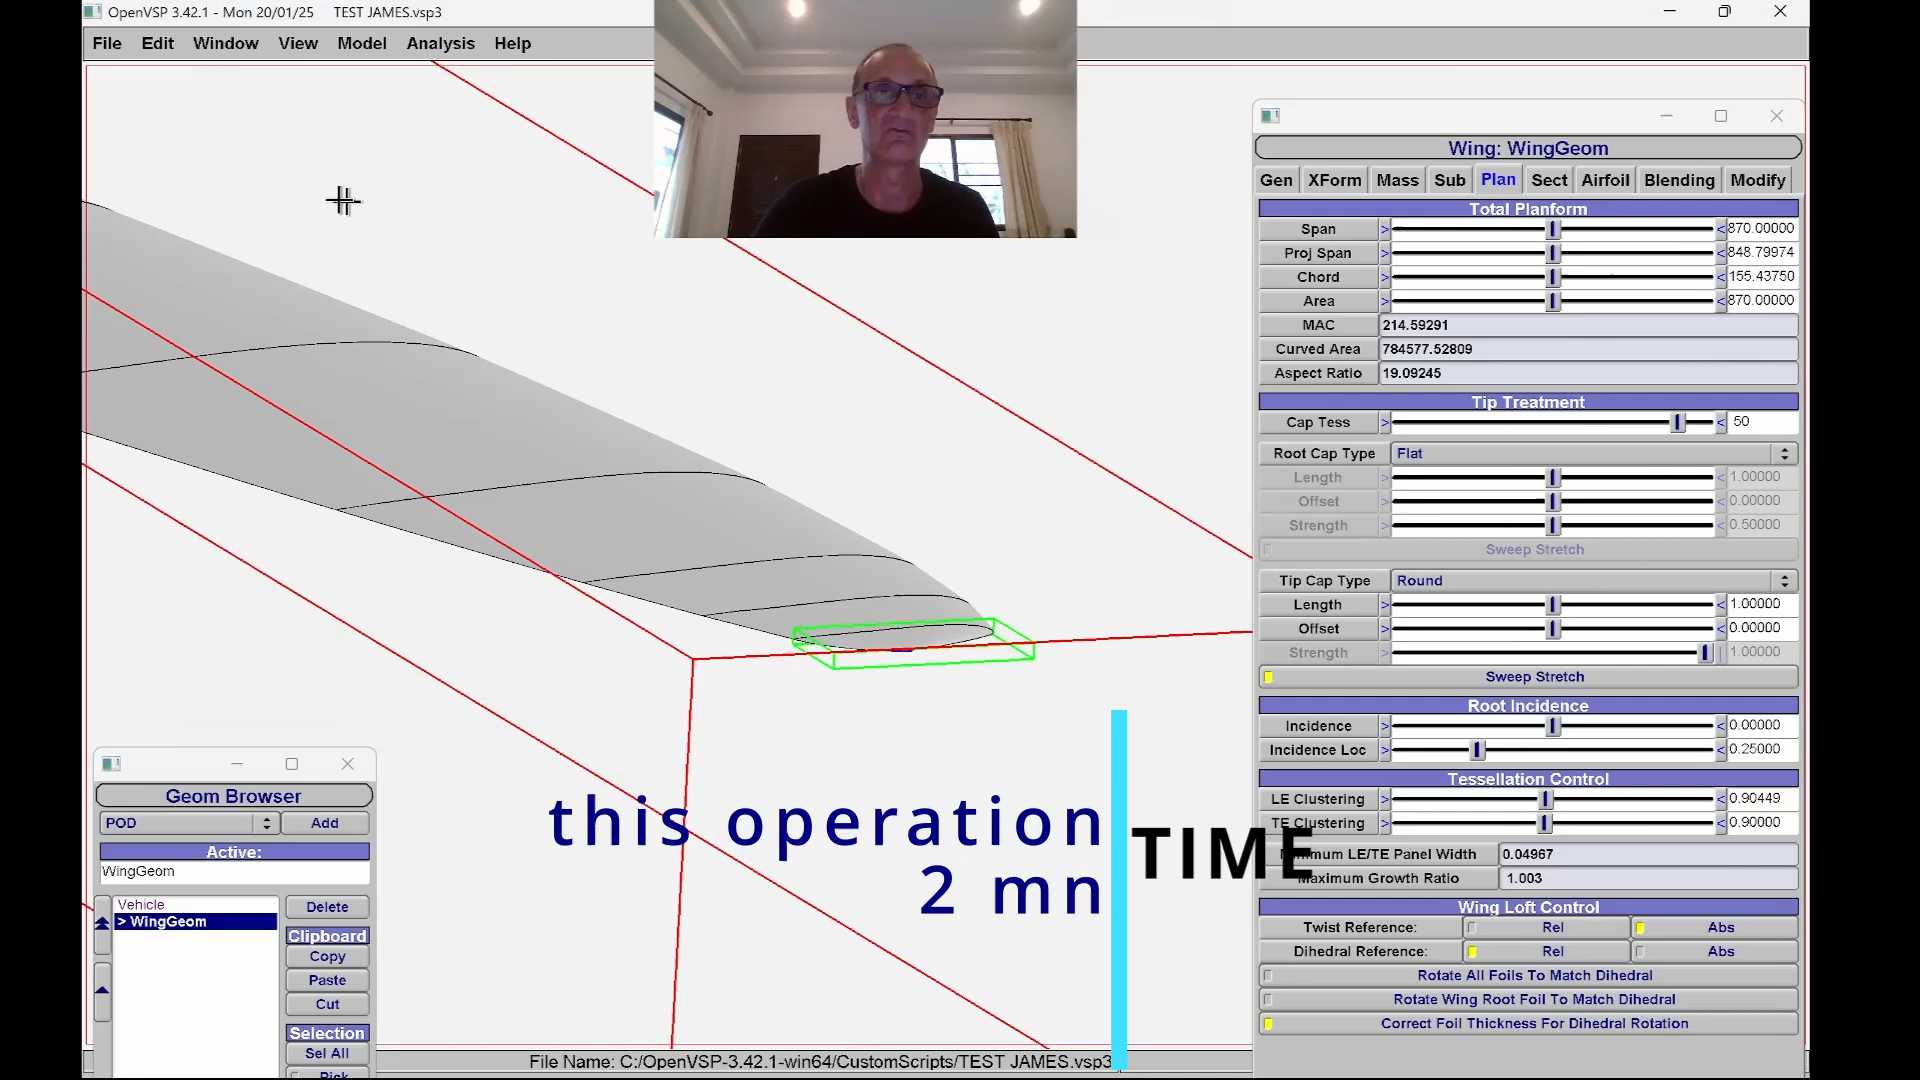 OpenVSP 3.42.1 - Mon 20/01/25 TEST JAMES.vsp3
File Edit Window View Model Analysis Help
Wing: WingGeom
Gen XForm Mass Sub Plan Sect Airfoil Blending Modify
Total Planform
Span > < 870.00000
Proj Span > < 848.79974
Chord > < 155.43750
Area > < 870.00000
MAC 214.59291
Curved Area 784577.52809
Aspect Ratio 19.09245
Tip Treatment
Cap Tess > < 50
Root Cap Type Flat
Length > < 1.00000
Offset > < 0.00000
Strength > < 0.50000
Sweep Stretch
Tip Cap Type Round
Length > < 1.00000
Offset > < 0.00000
Strength > 1.00000
Sweep Stretch
Root Incidence
Incidence > < 0.00000
Incidence Loc > < 0.25000
Tessellation Control
LE Clustering > < 0.90449
TE Clustering > < 0.90000
Minimum LE/TE Panel Width 0.04967
Maximum Growth Ratio 1.003
Wing Loft Control
Twist Reference: Rel Abs
Dihedral Reference: Rel Abs
Rotate All Foils To Match Dihedral
Rotate Wing Root Foil To Match Dihedral
Correct Foil Thickness For Dihedral Rotation
Geom Browser
POD Add
Active:
WingGeom
Vehicle
> WingGeom
Delete
Clipboard
Copy
Paste
Cut
Selection
Sel All
Pick
this operation
2 mn
TIME
File Name: C:/OpenVSP-3.42.1-win64/CustomScripts/TEST JAMES.vsp3